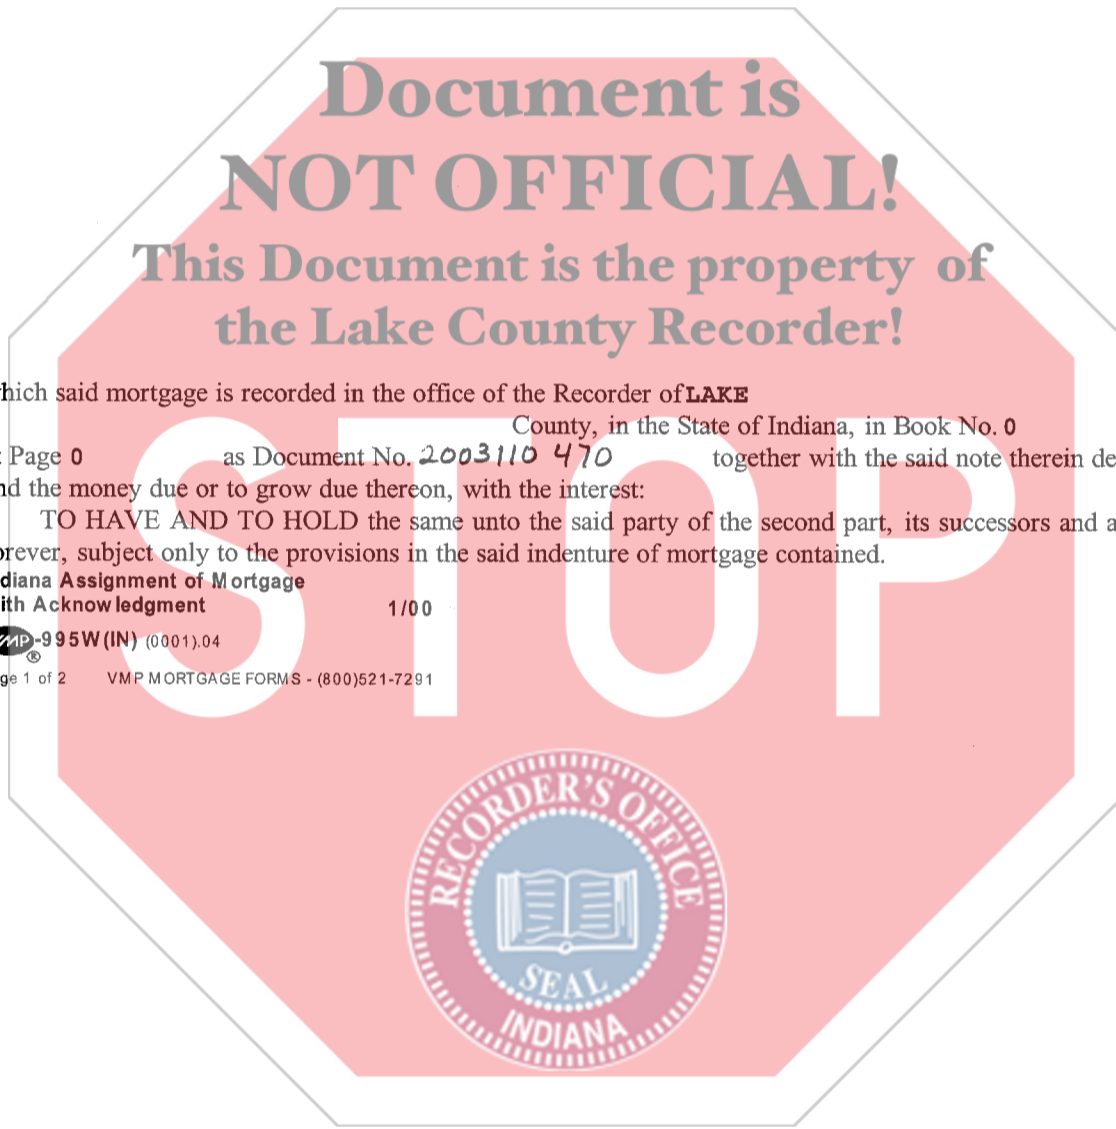 Document is
NOT OFFICIAL!
This Document is the property of
the Lake County Recorder!
hich said mortgage is recorded in the office of the Recorder of LAKE
County, in the State of Indiana, in Book No. 0
Page 0 as Document No. 2003110 470 together with the said note therein de
nd the money due or to grow due thereon, with the interest:
TO HAVE AND TO HOLD the same unto the said party of the second part, its successors and a
orever, subject only to the provisions in the said indenture of mortgage contained.
diana Assignment of Mortgage
ith Acknowledgment 1/00
MP-995W(IN) (0001).04
®
ge 1 of 2 VMP MORTGAGE FORMS - (800)521-7291
STOP
RECORDER'S OFFICE
SEAL
INDIANA